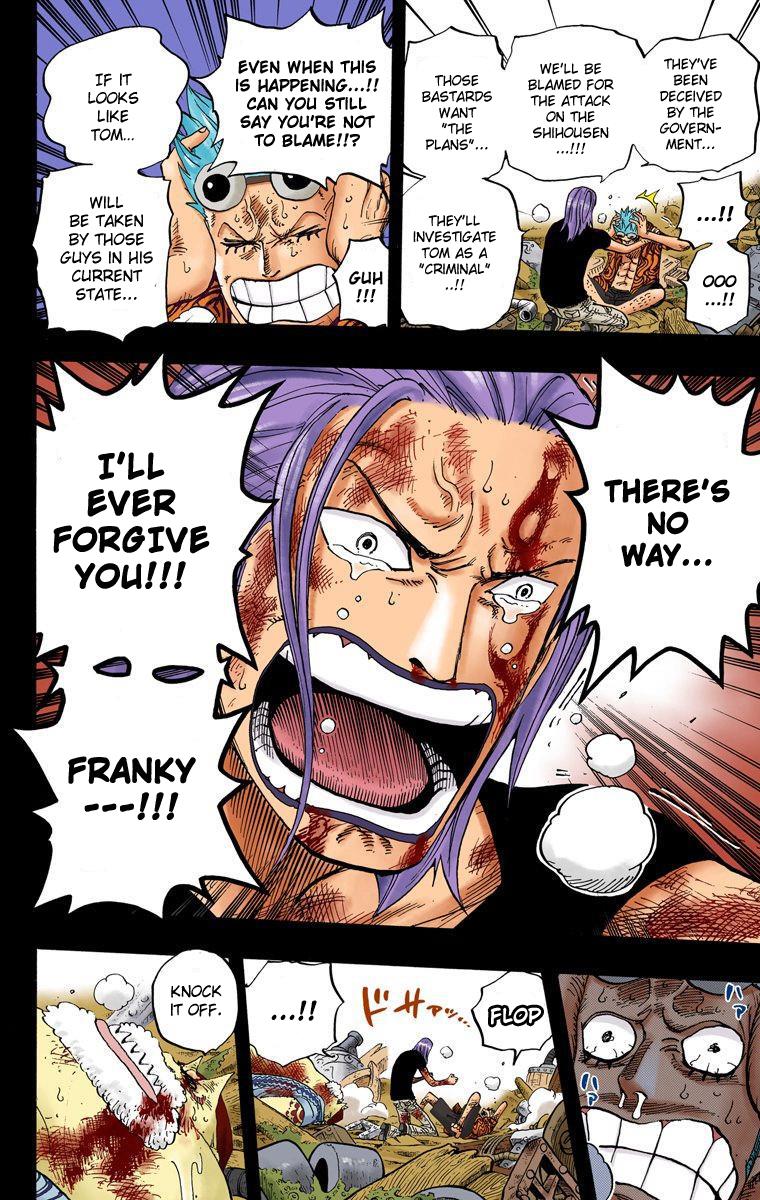 THEY'VE
BEEN
DECEIVED
BY THE
GOVERN-
MENT...
WE'LL BE
BLAMED FOR
THE ATTACK
ON THE
SHIHOUSEN
...!!!
THOSE
BASTARDS
WANT
"THE
PLANS"...
THEY'LL
INVESTIGATE
TOM AS A
"CRIMINAL"
..!!
...!!
OOO
...!!
EVEN WHEN THIS
IS HAPPENING...!!
CAN YOU STILL
SAY YOU'RE NOT
TO BLAME!!?
GUH
!!!
IF IT
LOOKS
LIKE
TOM...
WILL
BE TAKEN
BY THOSE
GUYS IN HIS
CURRENT
STATE...
THERE'S
NO
WAY...
I'LL
EVER
FORGIVE
YOU!!!
FRANKY
---!!!
ハァ
ハァ
FLOP
ドサァッ…
...!!
KNOCK
IT OFF.